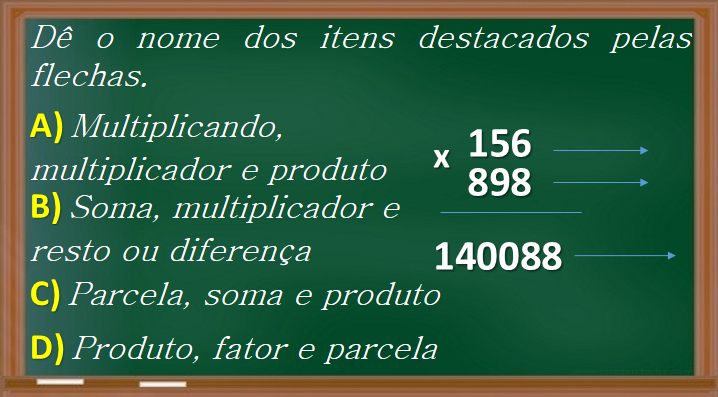 Dê o nome dos itens destacados pelas
flechas.
A) Multiplicando,
multiplicador e produto
B) Soma, multiplicador e
resto ou diferença
C) Parcela, soma e produto
D) Produto, fator e parcela
x 156
898
140088